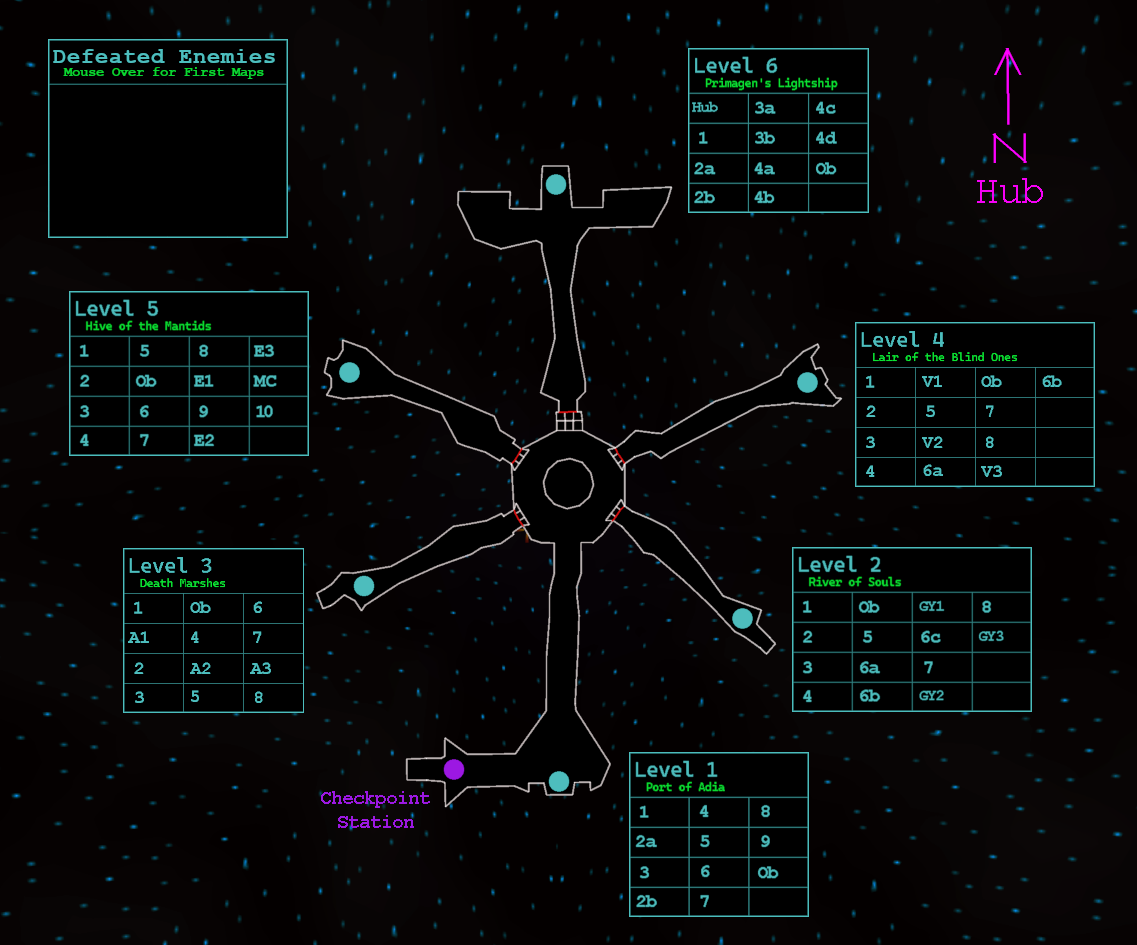 Defeated Enemies
Mouse Over for First Maps
Level 6
Primagen's Lightship
Hub 3a 4c
1 3b 4d
2a 4a Ob
2b 4b
N
Hub
Level 5
Hive of the Mantids
1 5 8 E3
2 Ob E1 MC
3 6 9 10
4 7 E2
Level 4
Lair of the Blind Ones
1 V1 Ob 6b
2 5 7
3 V2 8
4 6a V3
Level 3
Death Marshes
1 Ob 6
A1 4 7
2 A2 A3
3 5 8
Level 2
River of Souls
1 Ob GY1 8
2 5 6c GY3
3 6a 7
4 6b GY2
Checkpoint
Station
Level 1
Port of Adia
1 4 8
2a 5 9
3 6 Ob
2b 7